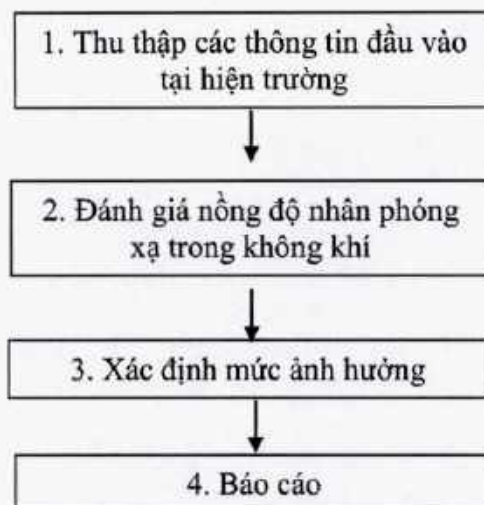 1. Thu thập các thông tin đầu vào
tại hiện trường
2. Đánh giá nồng độ nhân phóng
xạ trong không khí
3. Xác định mức ảnh hưởng
4. Báo cáo